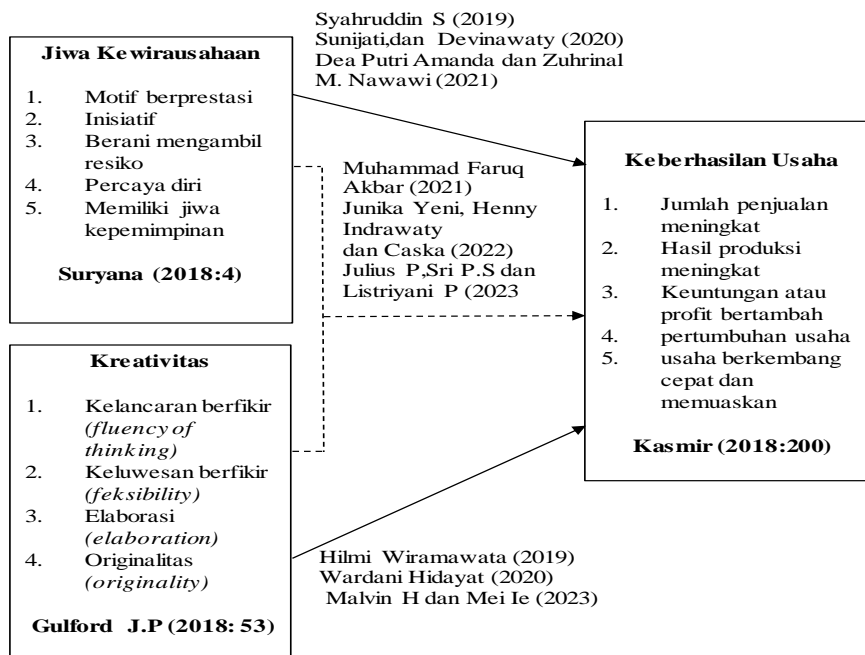 Syahruddin S (2019)
Sunijati,dan Devinawaty (2020)
Dea Putri Amanda dan Zuhrinal
M. Nawawi (2021)
Jiwa Kewirausahaan
1. Motif berprestasi
2. Inisiatif
3. Berani mengambil
resiko
4. Percaya diri
5. Memiliki jiwa
kepemimpinan
Suryana (2018:4)
Muhammad Faruq
Akbar (2021)
Junika Yeni, Henny
Indrawaty
dan Caska (2022)
Julius P,Sri P.S dan
Listriyani P (2023
Keberhasilan Usaha
1. Jumlah penjualan
meningkat
2. Hasil produksi
meningkat
3. Keuntungan atau
profit bertambah
4. pertumbuhan usaha
5. usaha berkembang
cepat dan
memuaskan
Kasmir (2018:200)
Kreativitas
1. Kelancaran berfikir
(fluency of
thinking)
2. Keluwesan berfikir
(feksibility)
3. Elaborasi
(elaboration)
4. Originalitas
(originality)
Gulford J.P (2018: 53)
Hilmi Wiramawata (2019)
Wardani Hidayat (2020)
Malvin H dan Mei Ie (2023)